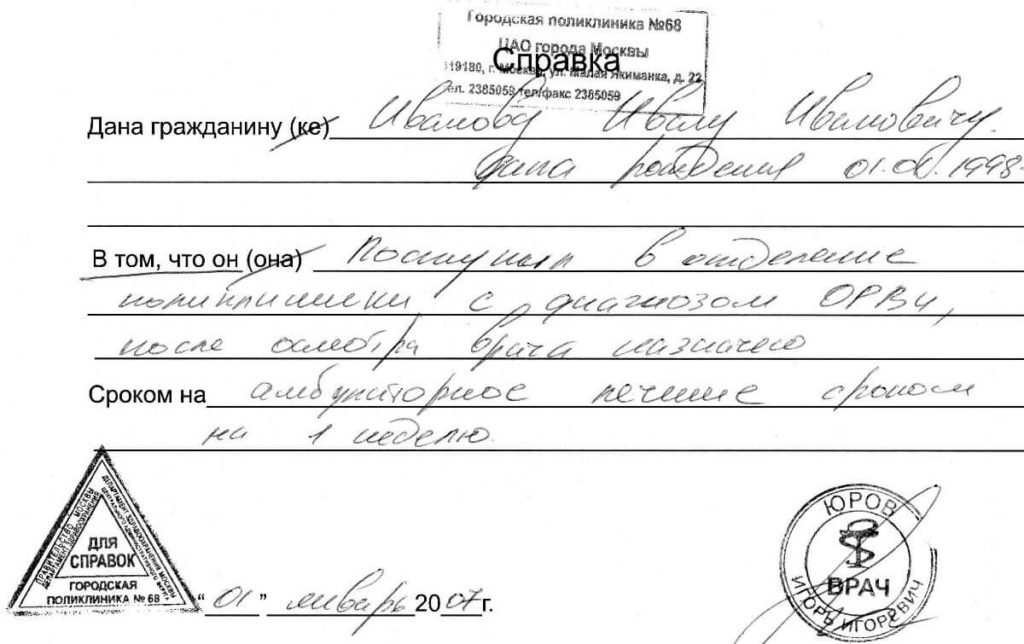 Городская поликлиника №68
ЦАО города Москвы
119180, г. Москва, ул. Малая Якиманка, д. 22
тел. 2385059 тел/факс 2385059
Справка
Дана гражданину (ке) Иванову Ивану Ивановичу.
дата рождения 01.01.1998
В том, что он (она) Поступил в отделение
поликлиники с диагнозом ОРВИ,
после осмотра врача назначено
Сроком на амбулаторное лечение сроком
на 1 неделю.
ПРАВИТЕЛЬСТВО МОСКВЫ
ДЕПАРТАМЕНТ ЗДРАВООХРАНЕНИЯ
ДЛЯ
СПРАВОК
ГОРОДСКАЯ
ПОЛИКЛИНИКА № 68
"01" январь 2007г.
ЮРОВ
ВРАЧ
ИГОРЬ ИГОРЕВИЧ